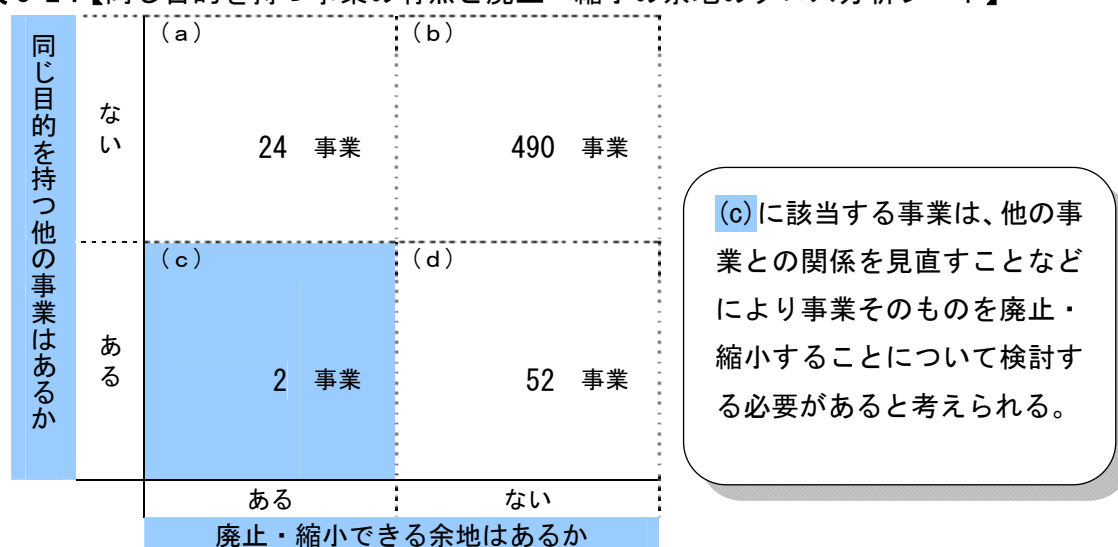 同じ目的を持つ他の事業はあるか
ない
(a)
24 事業
(b)
490 事業
ある
(c)
2 事業
(d)
52 事業
ある
ない
廃止・縮小できる余地はあるか
(c)に該当する事業は、他の事
業との関係を見直すことなど
により事業そのものを廃止・
縮小することについて検討す
る必要があると考えられる。